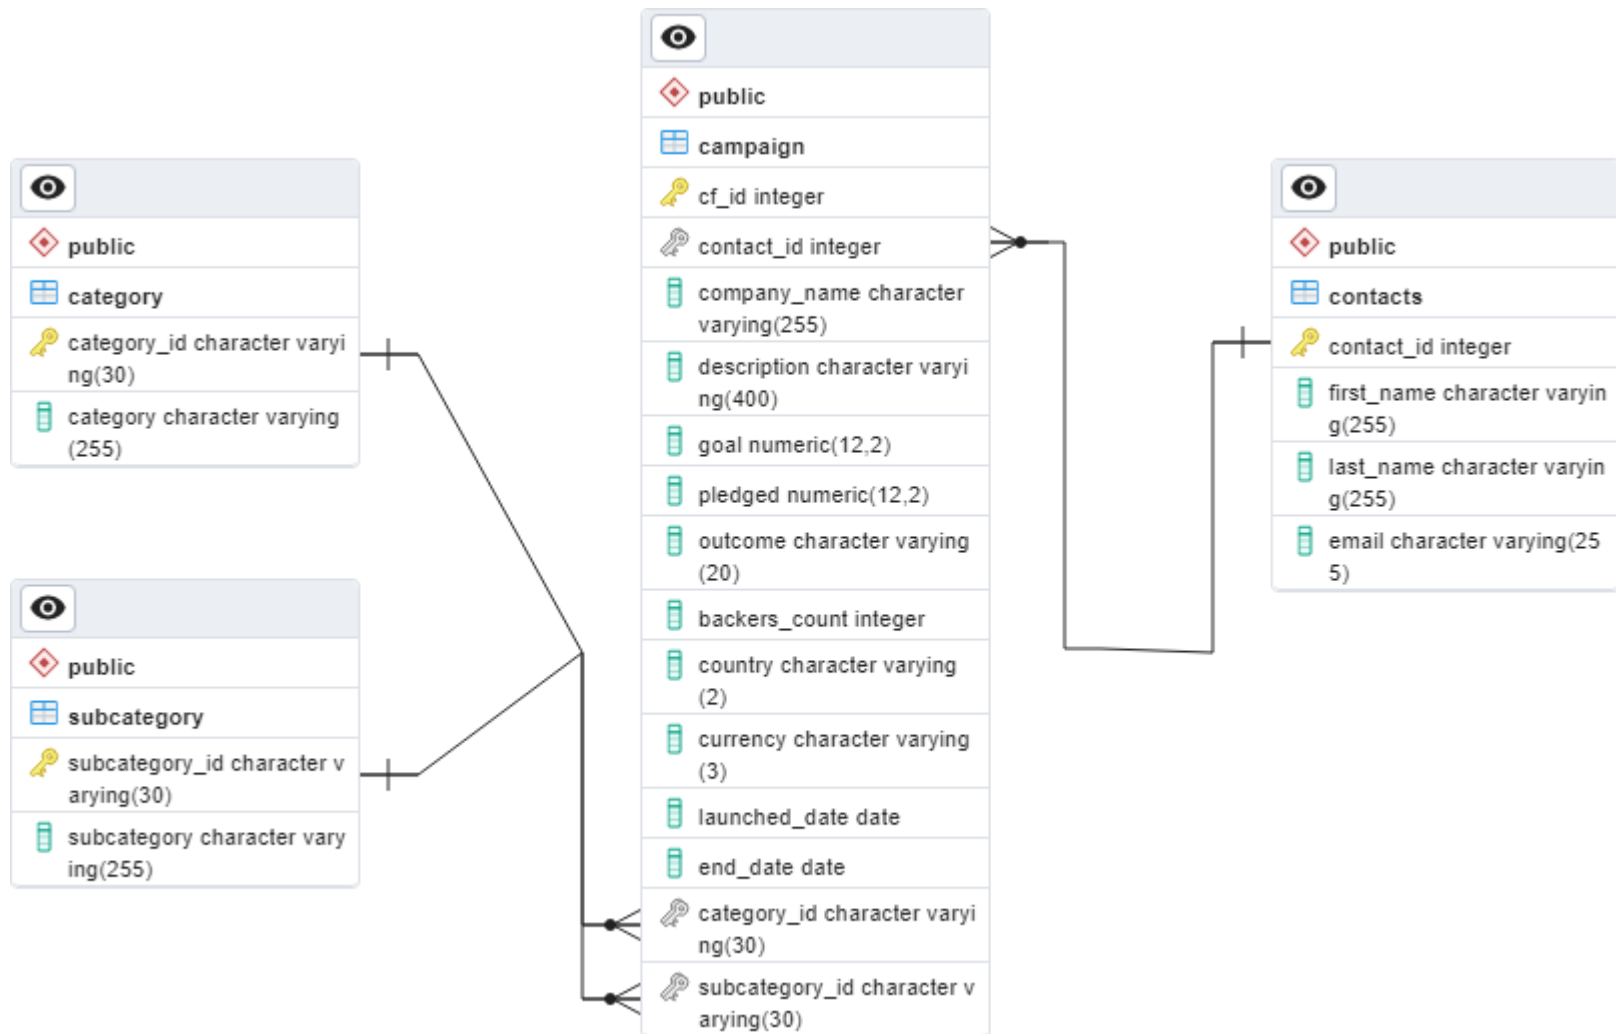 public
category
category_id character varyi
ng(30)
category character varying
(255)
public
subcategory
subcategory_id character v
arying(30)
subcategory character vary
ing(255)
public
campaign
cf_id integer
contact_id integer
company_name character
varying(255)
description character varyi
ng(400)
goal numeric(12,2)
pledged numeric(12,2)
outcome character varying
(20)
backers_count integer
country character varying
(2)
currency character varying
(3)
launched_date date
end_date date
category_id character varyi
ng(30)
subcategory_id character v
arying(30)
public
contacts
contact_id integer
first_name character varyin
g(255)
last_name character varyin
g(255)
email character varying(25
5)